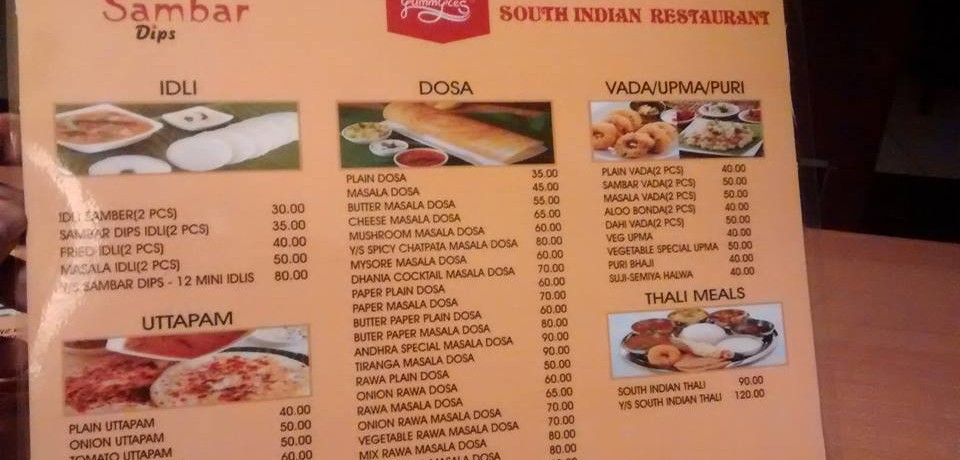 Sambar
Dips
Yummyies
SOUTH INDIAN RESTAURANT
IDLI
IDLI SAMBER(2 PCS) 30.00
SAMBAR DIPS IDLI(2 PCS) 35.00
FRIED IDLI(2 PCS) 40.00
MASALA IDLI(2 PCS) 50.00
Y/S SAMBAR DIPS - 12 MINI IDLIS 80.00
UTTAPAM
PLAIN UTTAPAM 40.00
ONION UTTAPAM 50.00
TOMATO UTTAPAM 50.00
60.00
DOSA
PLAIN DOSA 35.00
MASALA DOSA 45.00
BUTTER MASALA DOSA 55.00
CHEESE MASALA DOSA 65.00
MUSHROOM MASALA DOSA 60.00
Y/S SPICY CHATPATA MASALA DOSA 80.00
MYSORE MASALA DOSA 60.00
DHANIA COCKTAIL MASALA DOSA 70.00
PAPER PLAIN DOSA 60.00
PAPER MASALA DOSA 70.00
BUTTER PAPER PLAIN DOSA 60.00
BUTER PAPER MASALA DOSA 80.00
ANDHRA SPECIAL MASALA DOSA 90.00
TIRANGA MASALA DOSA 90.00
RAWA PLAIN DOSA 50.00
ONION RAWA DOSA 60.00
RAWA MASALA DOSA 65.00
ONION RAWA MASALA DOSA 70.00
VEGETABLE RAWA MASALA DOSA 70.00
MIX RAWA MASALA DOSA 80.00
MASALA DOSA 80.00
VADA/UPMA/PURI
PLAIN VADA(2 PCS) 40.00
SAMBAR VADA(2 PCS) 50.00
MASALA VADA(2 PCS) 50.00
ALOO BONDA(2 PCS) 40.00
DAHI VADA(2 PCS) 50.00
VEG UPMA 40.00
VEGETABLE SPECIAL UPMA 50.00
PURI BHAJI 40.00
SUJI-SEMIYA HALWA 40.00
THALI MEALS
SOUTH INDIAN THALI 90.00
Y/S SOUTH INDIAN THALI 120.00